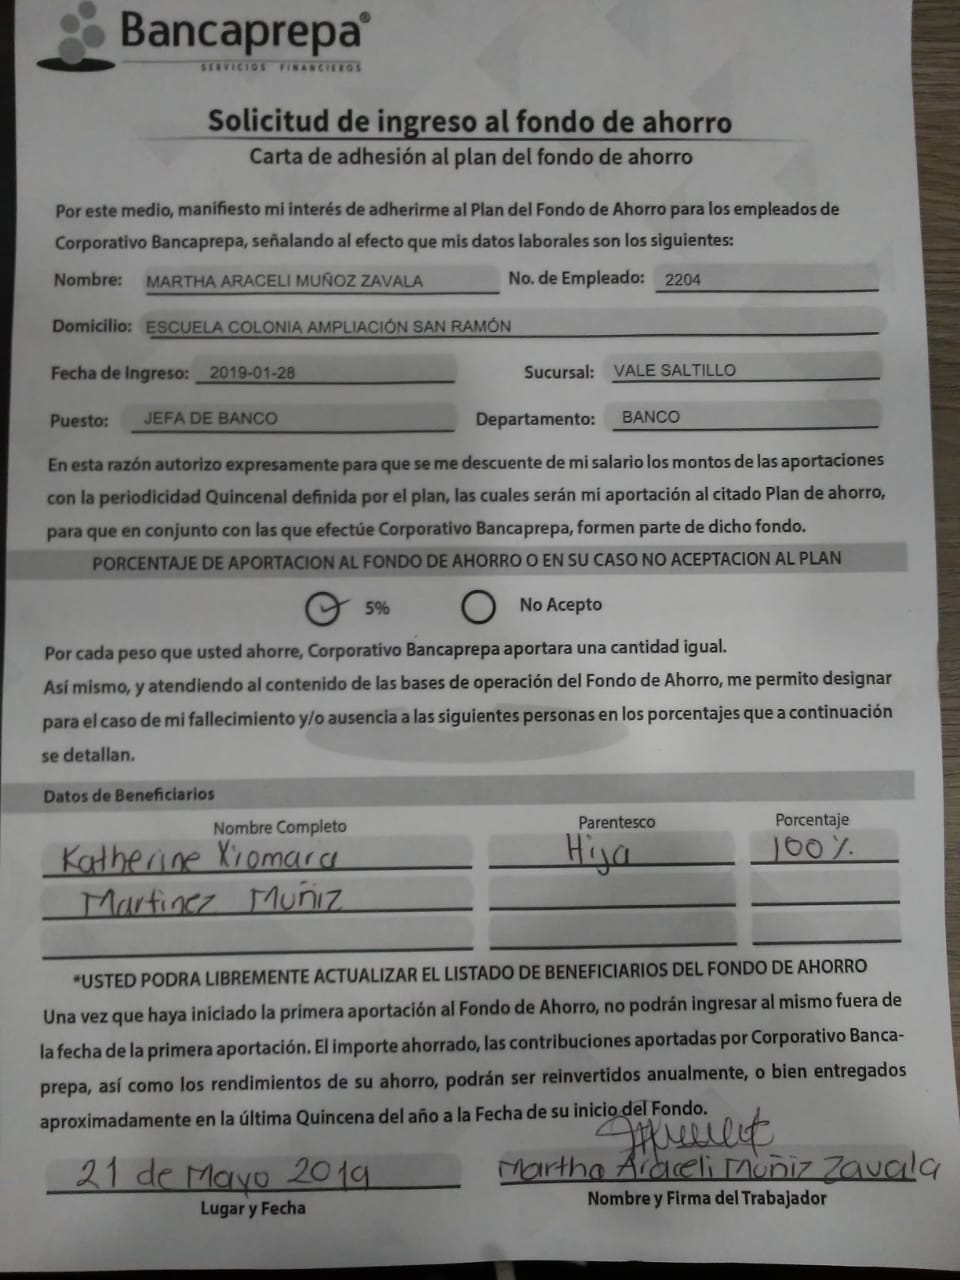 Bancaprepa®
SERVICIOS FINANCIEROS
Solicitud de ingreso al fondo de ahorro
Carta de adhesión al plan del fondo de ahorro
Por este medio, manifiesto mi interés de adherirme al Plan del Fondo de Ahorro para los empleados de
Corporativo Bancaprepa, señalando al efecto que mis datos laborales son los siguientes:
Nombre: MARTHA ARACELI MUÑOZ ZAVALA No. de Empleado: 2204
Domicilio: ESCUELA COLONIA AMPLIACIÓN SAN RAMÓN
Fecha de Ingreso: 2019-01-28 Sucursal: VALE SALTILLO
Puesto: JEFA DE BANCO Departamento: BANCO
En esta razón autorizo expresamente para que se me descuente de mi salario los montos de las aportaciones
con la periodicidad Quincenal definida por el plan, las cuales serán mi aportación al citado Plan de ahorro,
para que en conjunto con las que efectúe Corporativo Bancaprepa, formen parte de dicho fondo.
PORCENTAJE DE APORTACION AL FONDO DE AHORRO O EN SU CASO NO ACEPTACION AL PLAN
5% No Acepto
Por cada peso que usted ahorre, Corporativo Bancaprepa aportara una cantidad igual.
Así mismo, y atendiendo al contenido de las bases de operación del Fondo de Ahorro, me permito designar
para el caso de mi fallecimiento y/o ausencia a las siguientes personas en los porcentajes que a continuación
se detallan.
Datos de Beneficiarios
Nombre Completo Parentesco Porcentaje
Katherine Xiomara Hija 100%
Martinez Muñiz
*USTED PODRA LIBREMENTE ACTUALIZAR EL LISTADO DE BENEFICIARIOS DEL FONDO DE AHORRO
Una vez que haya iniciado la primera aportación al Fondo de Ahorro, no podrán ingresar al mismo fuera de
la fecha de la primera aportación. El importe ahorrado, las contribuciones aportadas por Corporativo Banca-
prepa, así como los rendimientos de su ahorro, podrán ser reinvertidos anualmente, o bien entregados
aproximadamente en la última Quincena del año a la Fecha de su inicio del Fondo.
21 de Mayo 2019 Martha Araceli Muñiz Zavala
Lugar y Fecha Nombre y Firma del Trabajador